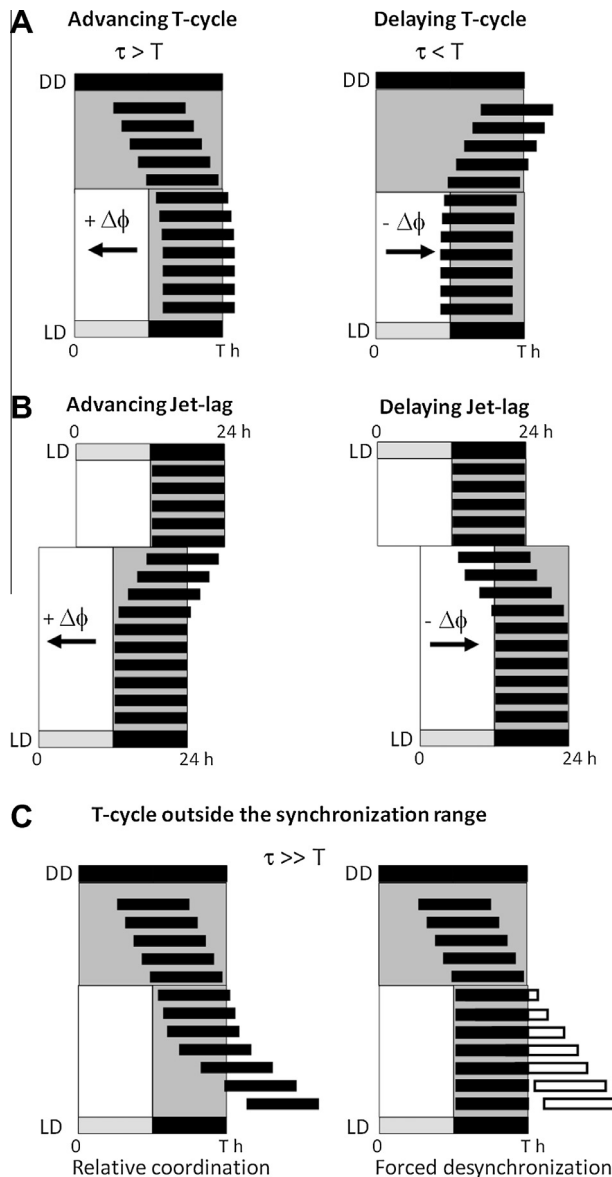 A
Advancing T-cycle
Delaying T-cycle
τ > T
τ < T
DD
DD
+ Δϕ
- Δϕ
LD
LD
0
T h
0
T h
B
Advancing Jet-lag
Delaying Jet-lag
0
24 h
0
24 h
LD
LD
+ Δϕ
- Δϕ
LD
LD
0
24 h
0
24 h
C
T-cycle outside the synchronization range
τ >> T
DD
DD
LD
LD
0
T h
0
T h
Relative coordination
Forced desynchronization